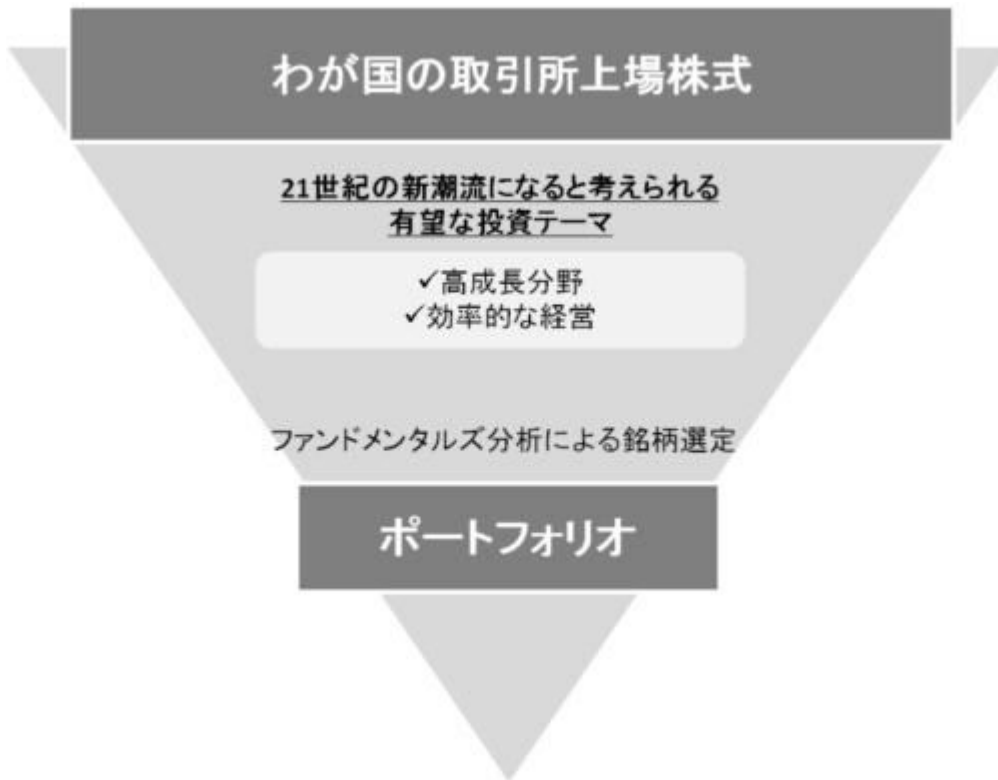 わが国の取引所上場株式
21世紀の新潮流になると考えられる
有望な投資テーマ
✓高成長分野
✓効率的な経営
ファンドメンタルズ分析による銘柄選定
ポートフォリオ